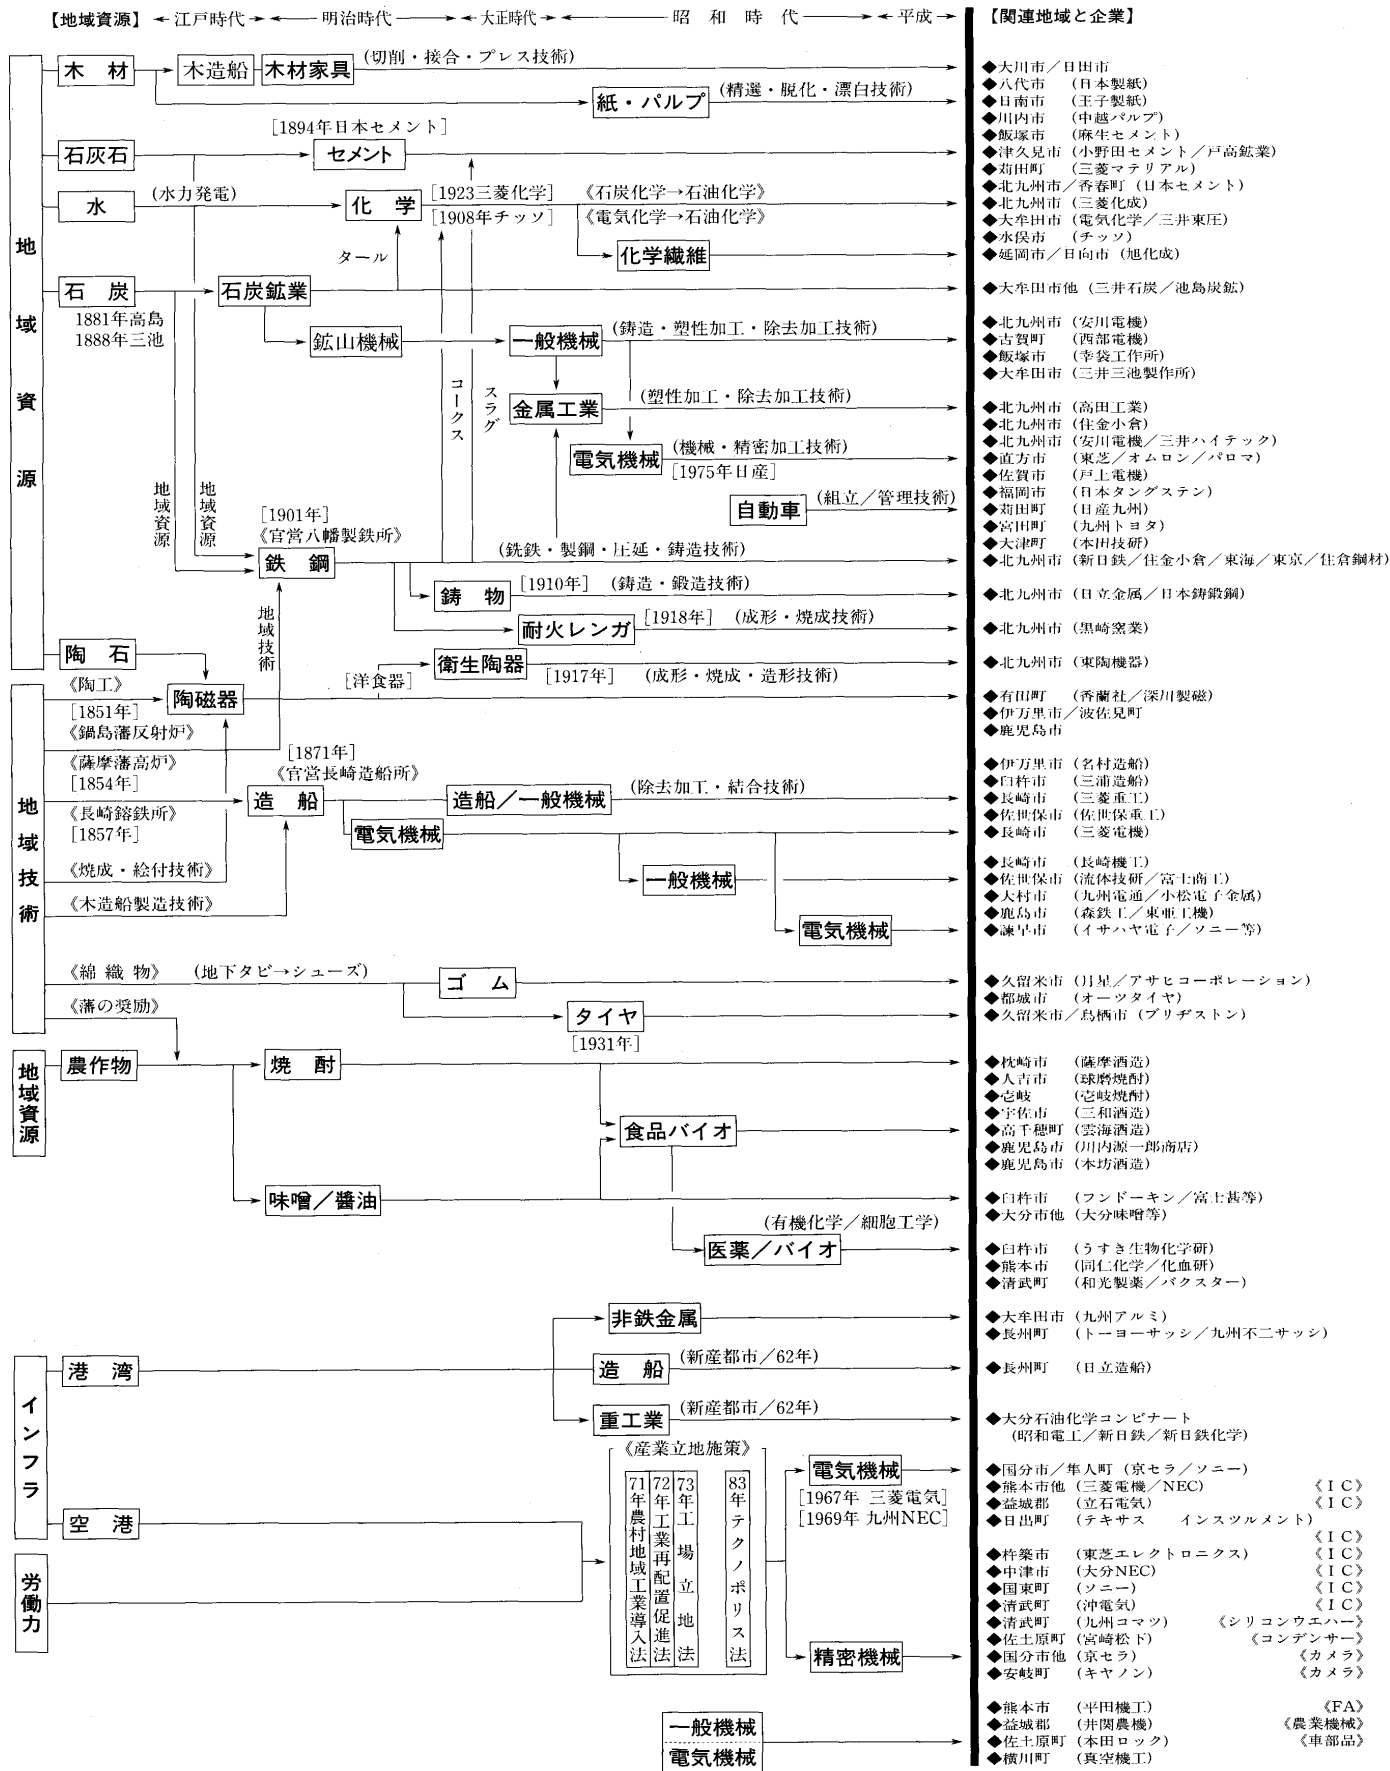 【地域資源】 江戸時代 明治時代 大正時代 昭和時代 平成 【関連地域と企業】
地域資源
木材 木造船 木材家具 (切削・接合・プレス技術)
紙・パルプ (精選・脱化・漂白技術)
[1894年日本セメント]
石灰石 セメント
水 (水力発電) 化学 [1923三菱化学] 《石炭化学→石油化学》
[1908年チッソ] 《電気化学→石油化学》
化学繊維
タール
石炭 石炭鉱業
1881年高島
1888年三池
鉱山機械 一般機械 (鋳造・塑性加工・除去加工技術)
コークス
スラグ
金属工業 (塑性加工・除去加工技術)
電気機械 (機械・精密加工技術)
[1975年日産]
自動車 (組立／管理技術)
地域資源
地域資源
[1901年]
《官営八幡製鉄所》
鉄鋼 (銑鉄・製鋼・圧延・鋳造技術)
鋳物 [1910年] (鋳造・鍛造技術)
耐火レンガ [1918年] (成形・焼成技術)
地域技術
陶石 衛生陶器 [1917年] (成形・焼成・造形技術)
[洋食器]
地域技術
《陶工》 陶磁器
[1851年]
《鍋島藩反射炉》
《薩摩藩高炉》
[1854年]
[1871年]
《官営長崎造船所》
造船 造船／一般機械 (除去加工・結合技術)
《長崎鎔鉄所》
[1857年]
電気機械
《焼成・絵付技術》
一般機械
《木造船製造技術》
電気機械
《綿織物》 (地下タビ→シューズ) ゴム
《藩の奨励》 タイヤ
[1931年]
地域資源
農作物 焼酎
食品バイオ
味噌／醬油
(有機化学／細胞工学)
医薬／バイオ
非鉄金属
インフラ
港湾 造船 (新産都市／62年)
重工業 (新産都市／62年)
《産業立地施策》
71年農村地域工業導入法
72年工業再配置促進法
73年工場立地法
83年テクノポリス法
電気機械
[1967年 三菱電気]
[1969年 九州NEC]
空港
労働力
精密機械
一般機械
電気機械
◆大川市／日田市
◆八代市 (日本製紙)
◆日南市 (王子製紙)
◆川内市 (中越パルプ)
◆飯塚市 (麻生セメント)
◆津久見市 (小野田セメント／戸高鉱業)
◆苅田町 (三菱マテリアル)
◆北九州市／香春町 (日本セメント)
◆北九州市 (三菱化成)
◆大牟田市 (電気化学／三井東圧)
◆水俣市 (チッソ)
◆延岡市／日向市 (旭化成)
◆大牟田市他 (三井石炭／池島炭鉱)
◆北九州市 (安川電機)
◆古賀町 (西部電機)
◆飯塚市 (幸袋工作所)
◆大牟田市 (三井三池製作所)
◆北九州市 (高田工業)
◆北九州市 (住金小倉)
◆北九州市 (安川電機／三井ハイテック)
◆直方市 (東芝／オムロン／パロマ)
◆佐賀市 (戸上電機)
◆福岡市 (日本タングステン)
◆苅田町 (日産九州)
◆宮田町 (九州トヨタ)
◆大津町 (本田技研)
◆北九州市 (新日鉄／住金小倉／東海／東京／住倉鋼材)
◆北九州市 (日立金属／日本鋳鍛鋼)
◆北九州市 (黒崎窯業)
◆北九州市 (東陶機器)
◆有田町 (香蘭社／深川製磁)
◆伊万里市／波佐見町
◆鹿児島市
◆伊万里市 (名村造船)
◆臼杵市 (三浦造船)
◆長崎市 (三菱重工)
◆佐世保市 (佐世保重工)
◆長崎市 (三菱電機)
◆長崎市 (長崎機工)
◆佐世保市 (流体技研／富士商工)
◆大村市 (九州電通／小松電子金属)
◆鹿島市 (森鉄工／東亜工機)
◆諫早市 (イサハヤ電子／ソニー等)
◆久留米市 (月星／アサヒコーポレーション)
◆都城市 (オーツタイヤ)
◆久留米市／鳥栖市 (ブリヂストン)
◆枕崎市 (薩摩酒造)
◆人吉市 (球磨焼酎)
◆壱岐 (壱岐焼酎)
◆宇佐市 (三和酒造)
◆高千穂町 (雲海酒造)
◆鹿児島市 (川内源一郎商店)
◆鹿児島市 (本坊酒造)
◆臼杵市 (フンドーキン／富士甚等)
◆大分市他 (大分味噌等)
◆臼杵市 (うすき生物化学研)
◆熊本市 (同仁化学／化血研)
◆清武町 (和光製薬／バクスター)
◆大牟田市 (九州アルミ)
◆長州町 (トーヨーサッシ／九州不二サッシ)
◆長州町 (日立造船)
◆大分石油化学コンビナート
(昭和電工／新日鉄／新日鉄化学)
◆国分市／隼人町 (京セラ／ソニー)
◆熊本市他 (三菱電機／NEC) 《IC》
◆益城郡 (立石電気) 《IC》
◆日出町 (テキサス インスツルメント)
《IC》
◆杵築市 (東芝エレクトロニクス) 《IC》
◆中津市 (大分NEC) 《IC》
◆国東町 (ソニー) 《IC》
◆清武町 (沖電気) 《IC》
◆清武町 (九州コマツ) 《シリコンウエハー》
◆佐土原町 (宮崎松下) 《コンデンサー》
◆国分市他 (京セラ) 《カメラ》
◆安岐町 (キヤノン) 《カメラ》
◆熊本市 (平田機工) 《FA》
◆益城郡 (井関農機) 《農業機械》
◆佐土原町 (本田ロック) 《車部品》
◆横川町 (真空機工)